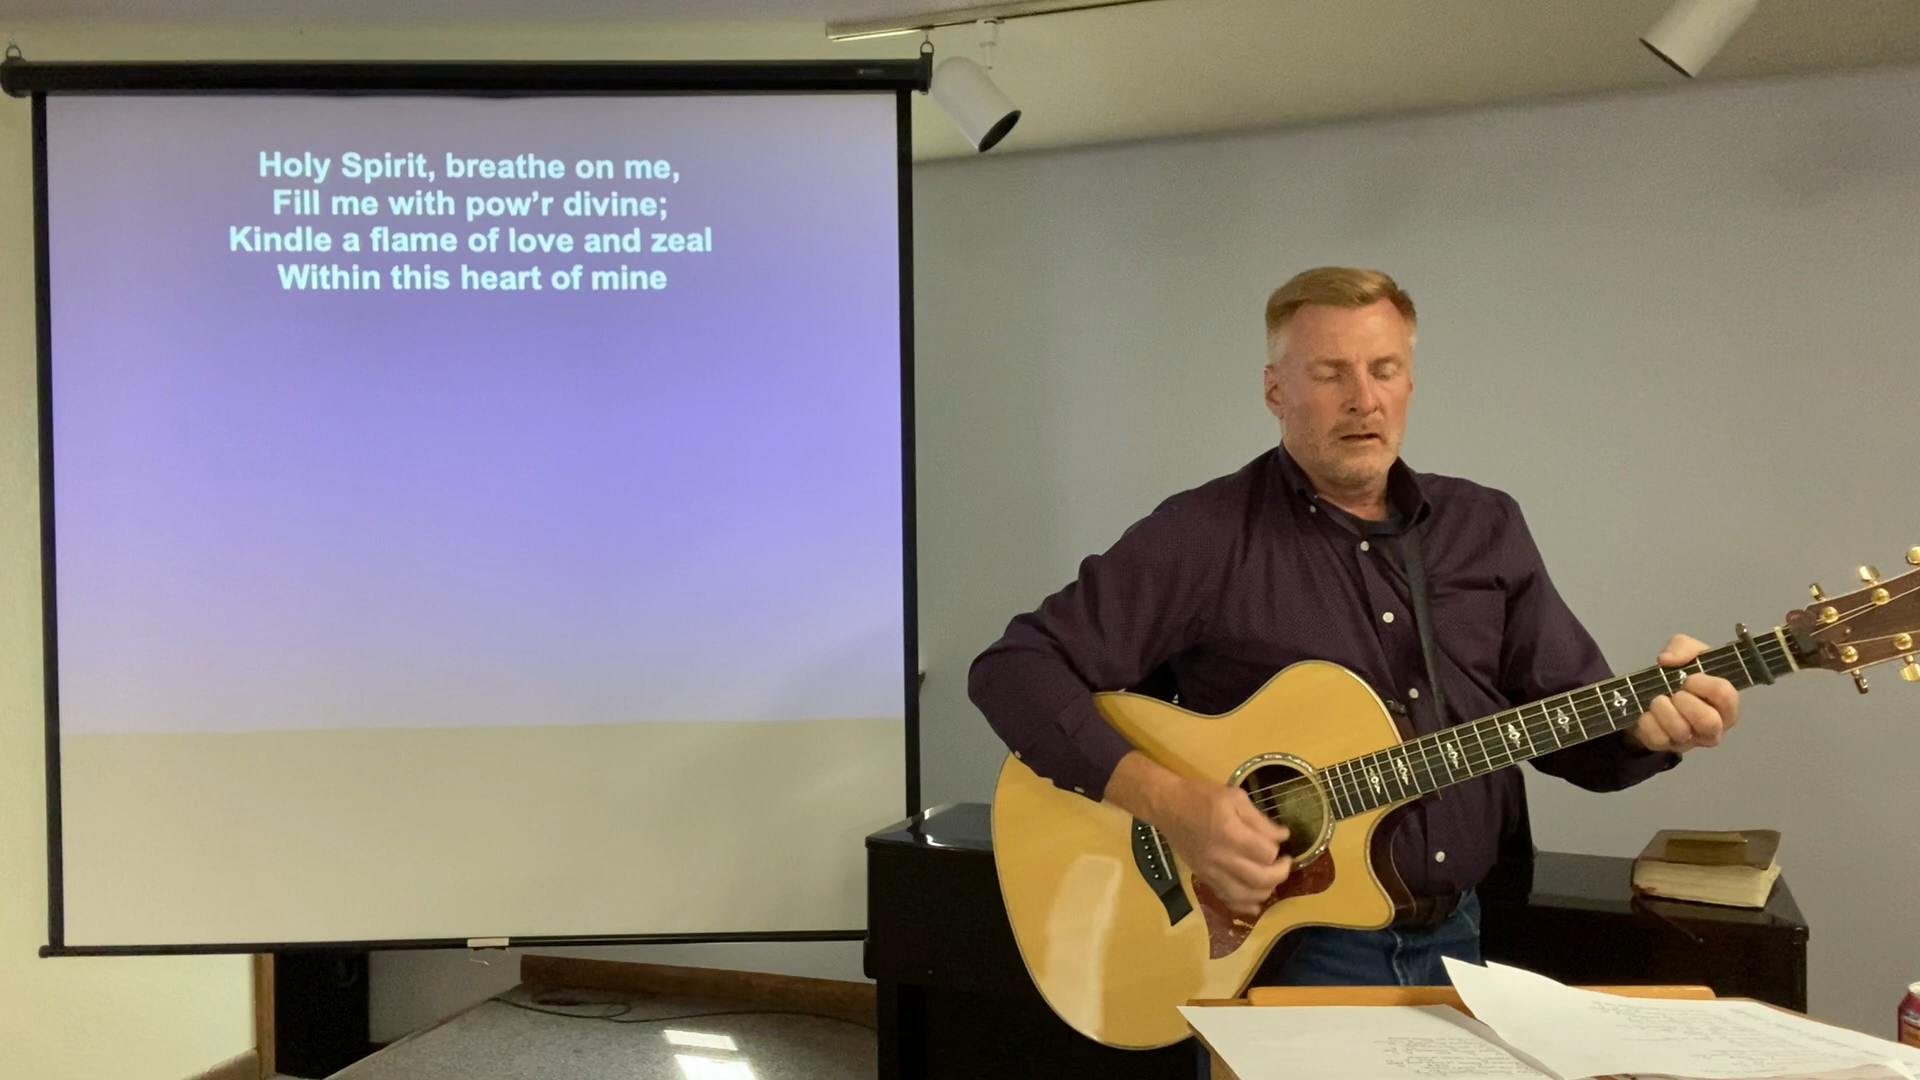 Holy Spirit, breathe on me,
Fill me with pow’r divine;
Kindle a flame of love and zeal
Within this heart of mine